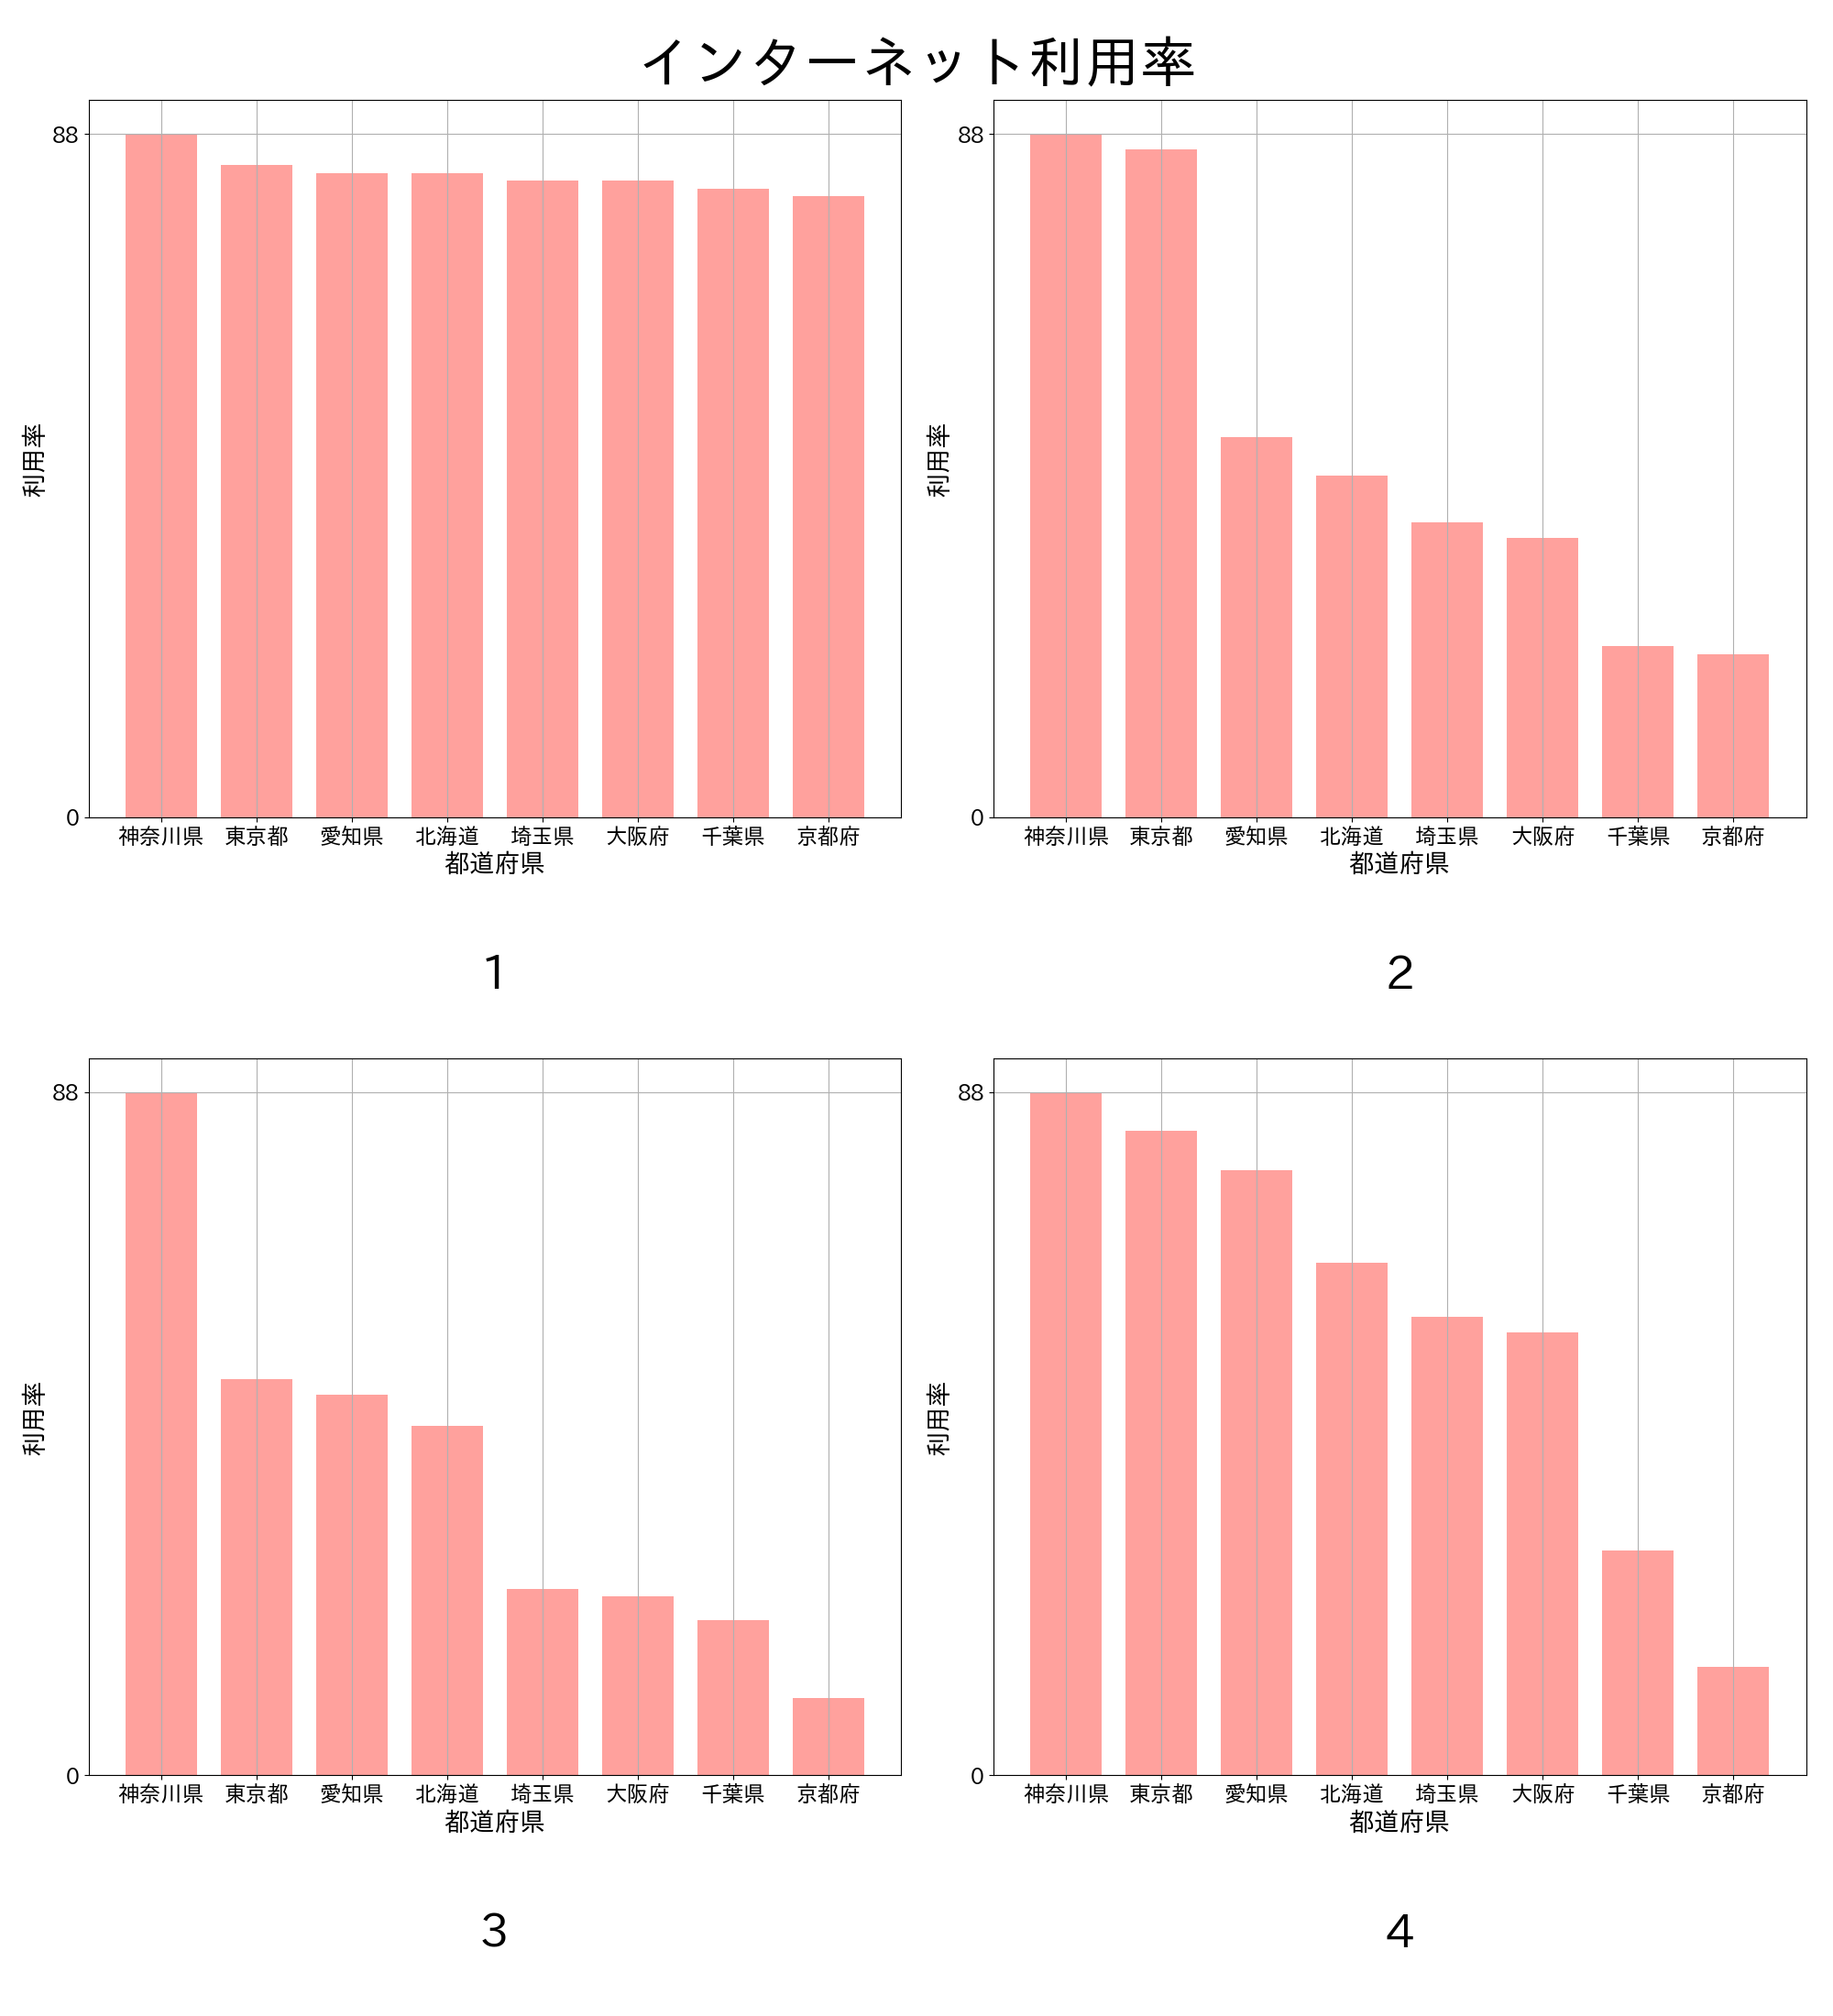 インターネット利用率
88
0
利用率
神奈川県 東京都 愛知県 北海道 埼玉県 大阪府 千葉県 京都府
都道府県
1
88
0
利用率
神奈川県 東京都 愛知県 北海道 埼玉県 大阪府 千葉県 京都府
都道府県
2
88
0
利用率
神奈川県 東京都 愛知県 北海道 埼玉県 大阪府 千葉県 京都府
都道府県
3
88
0
利用率
神奈川県 東京都 愛知県 北海道 埼玉県 大阪府 千葉県 京都府
都道府県
4